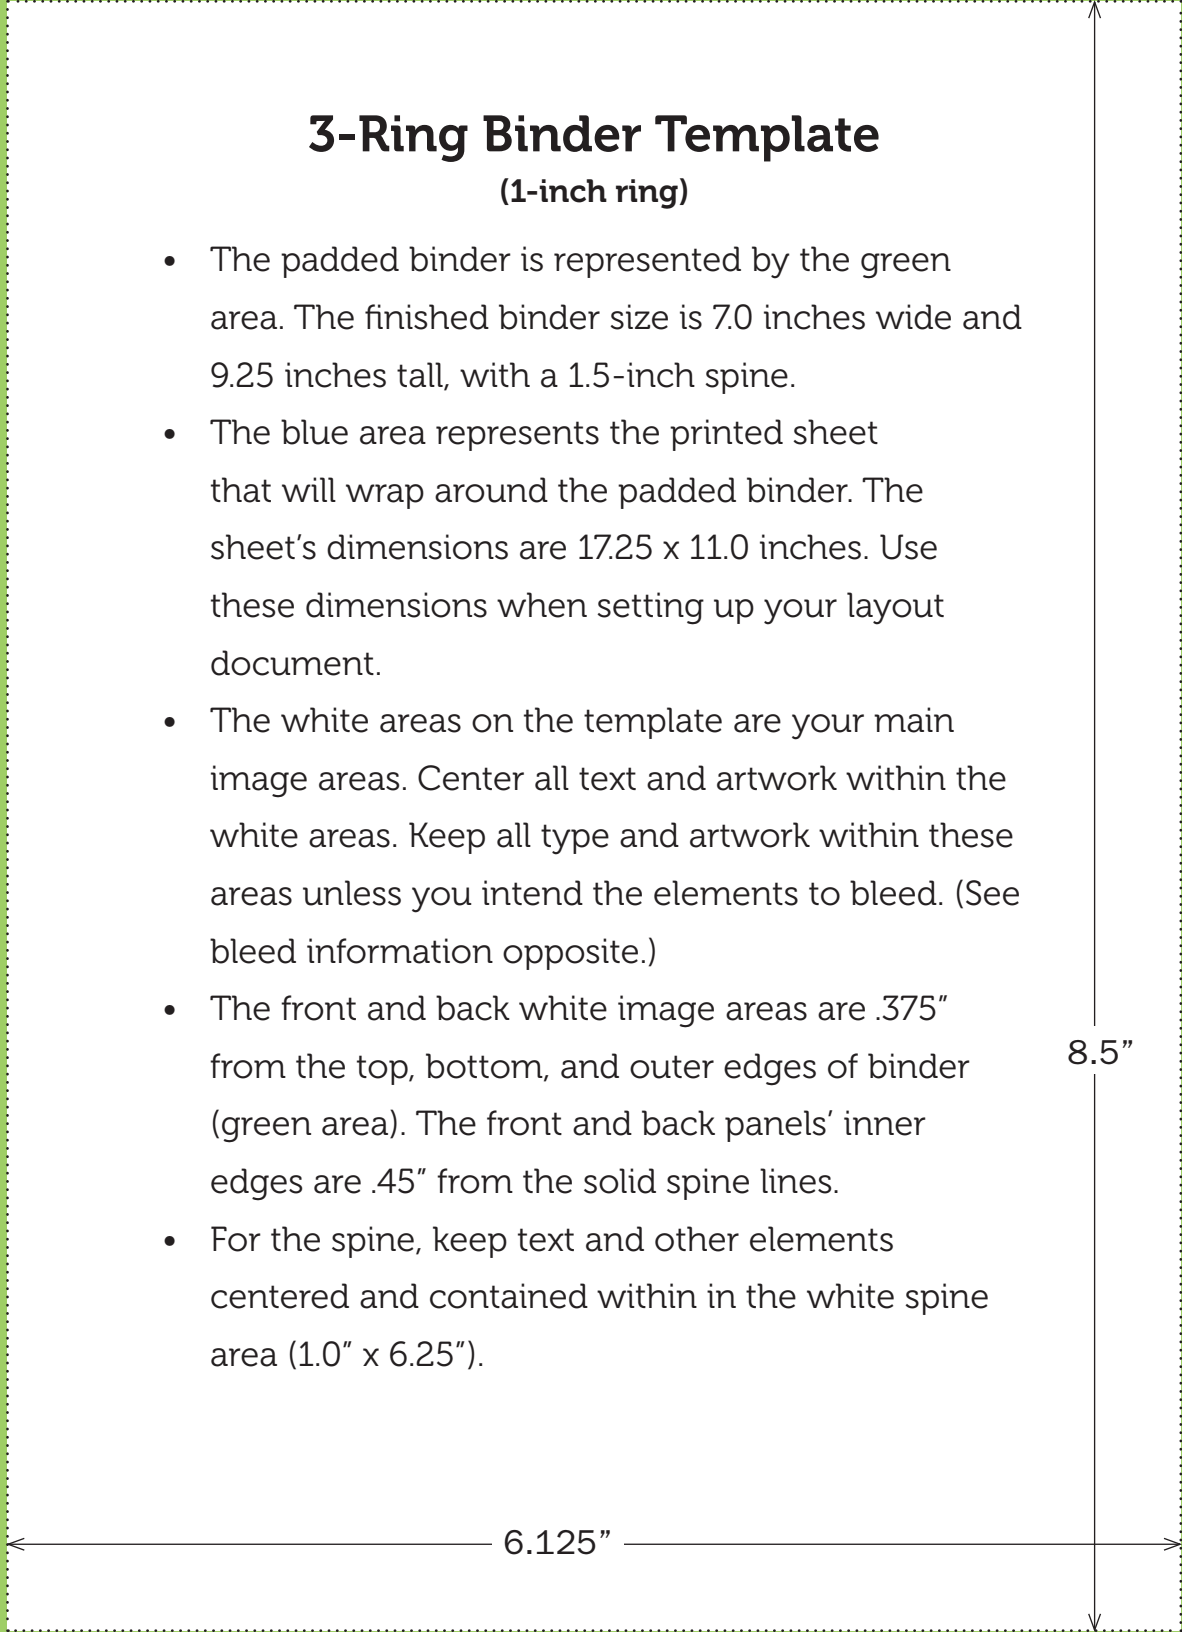 3-Ring Binder Template
(1-inch ring)
• The padded binder is represented by the green
area. The finished binder size is 7.0 inches wide and
9.25 inches tall, with a 1.5-inch spine.
• The blue area represents the printed sheet
that will wrap around the padded binder. The
sheet’s dimensions are 17.25 x 11.0 inches. Use
these dimensions when setting up your layout
document.
• The white areas on the template are your main
image areas. Center all text and artwork within the
white areas. Keep all type and artwork within these
areas unless you intend the elements to bleed. (See
bleed information opposite.)
• The front and back white image areas are .375”
from the top, bottom, and outer edges of binder
(green area). The front and back panels’ inner
edges are .45” from the solid spine lines.
• For the spine, keep text and other elements
centered and contained within in the white spine
area (1.0” x 6.25”).
8.5”
6.125”